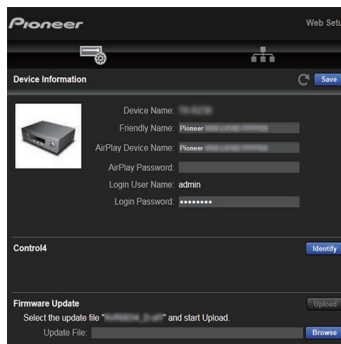 Pioneer
Web Setu
Device Information
Save
Device Name:
Friendly Name: Pioneer
AirPlay Device Name: Pioneer
AirPlay Password:
Login User Name: admin
Login Password: ••••••••
Control4
Identify
Firmware Update
Upload
Select the update file " " and start Upload.
Update File:
Browse